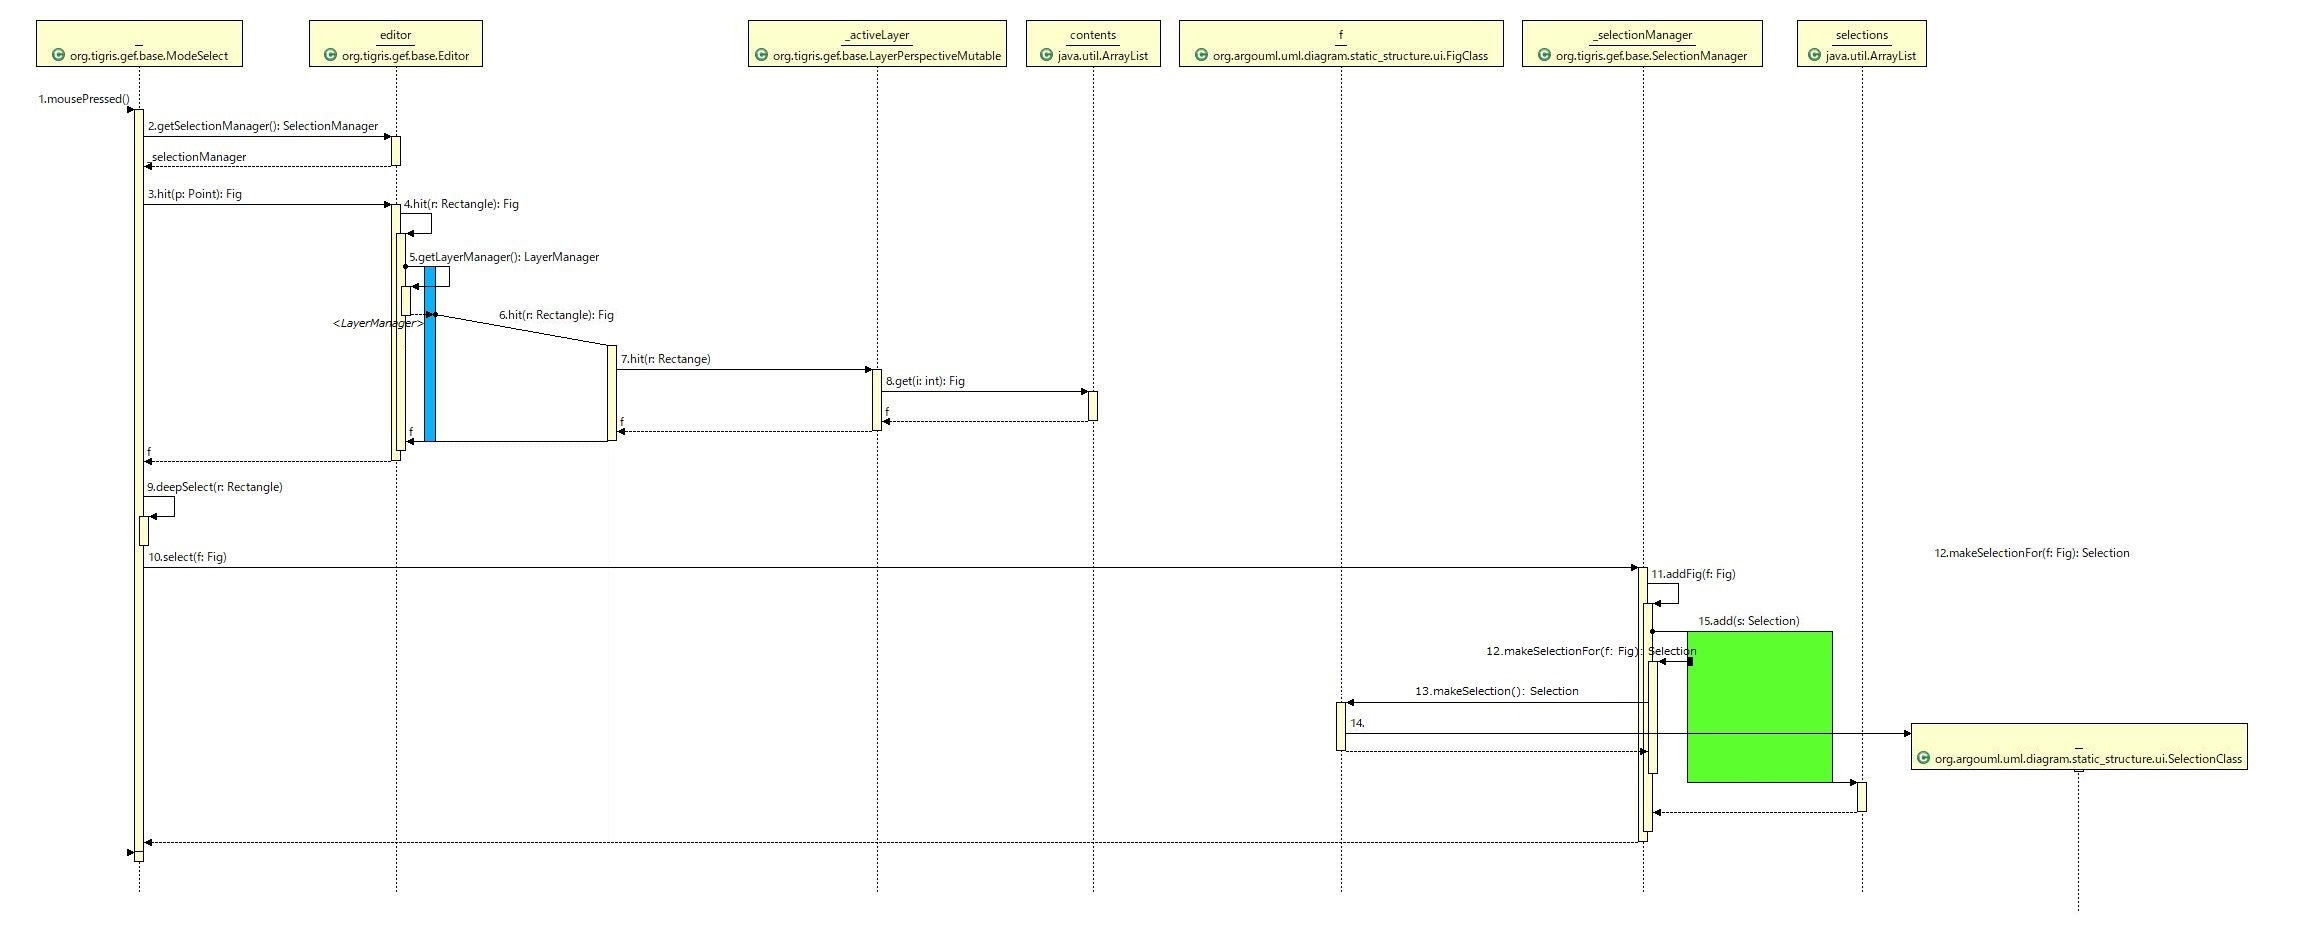 _
org.tigris.gef.base.ModeSelect
editor
org.tigris.gef.base.Editor
_activeLayer
org.tigris.gef.base.LayerPerspectiveMutable
contents
java.util.ArrayList
f
org.argouml.uml.diagram.static_structure.ui.FigClass
_selectionManager
org.tigris.gef.base.SelectionManager
selections
java.util.ArrayList
1.mousePressed()
2.getSelectionManager(): SelectionManager
_selectionManager
3.hit(p: Point): Fig
4.hit(r: Rectangle): Fig
5.getLayerManager(): LayerManager
<LayerManager>
6.hit(r: Rectangle): Fig
7.hit(r: Rectange)
8.get(i: int): Fig
f
f
f
f
9.deepSelect(r: Rectangle)
10.select(f: Fig)
12.makeSelectionFor(f: Fig): Selection
11.addFig(f: Fig)
15.add(s: Selection)
12.makeSelectionFor(f: Fig): Selection
13.makeSelection(): Selection
14.
_
org.argouml.uml.diagram.static_structure.ui.SelectionClass